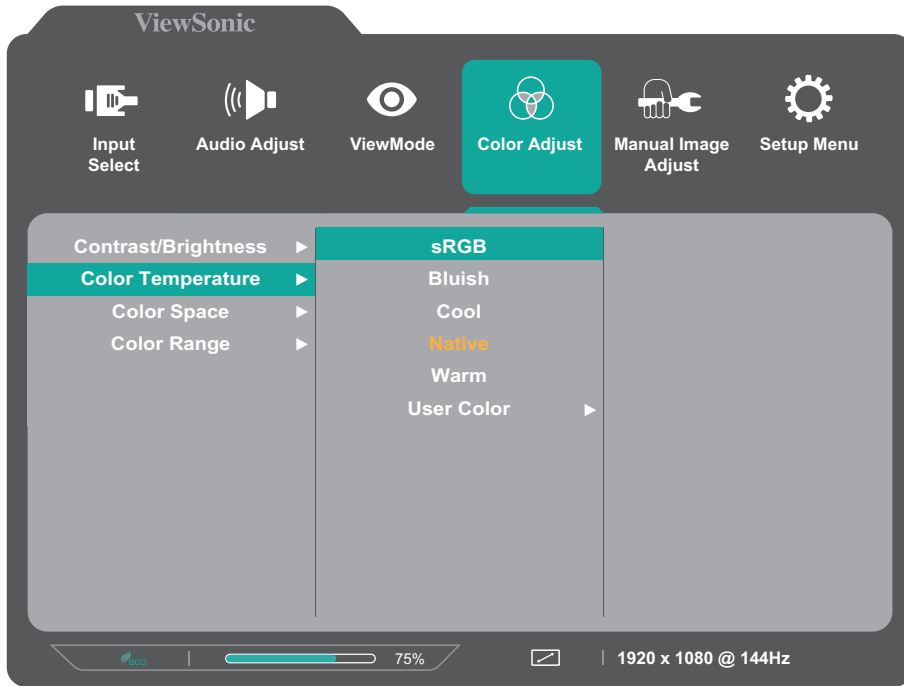 ViewSonic
Input
Select
Audio Adjust
ViewMode
Color Adjust
Manual Image
Adjust
Setup Menu
Contrast/Brightness
Color Temperature
Color Space
Color Range
sRGB
Bluish
Cool
Native
Warm
User Color
eco
75%
1920 x 1080 @ 144Hz